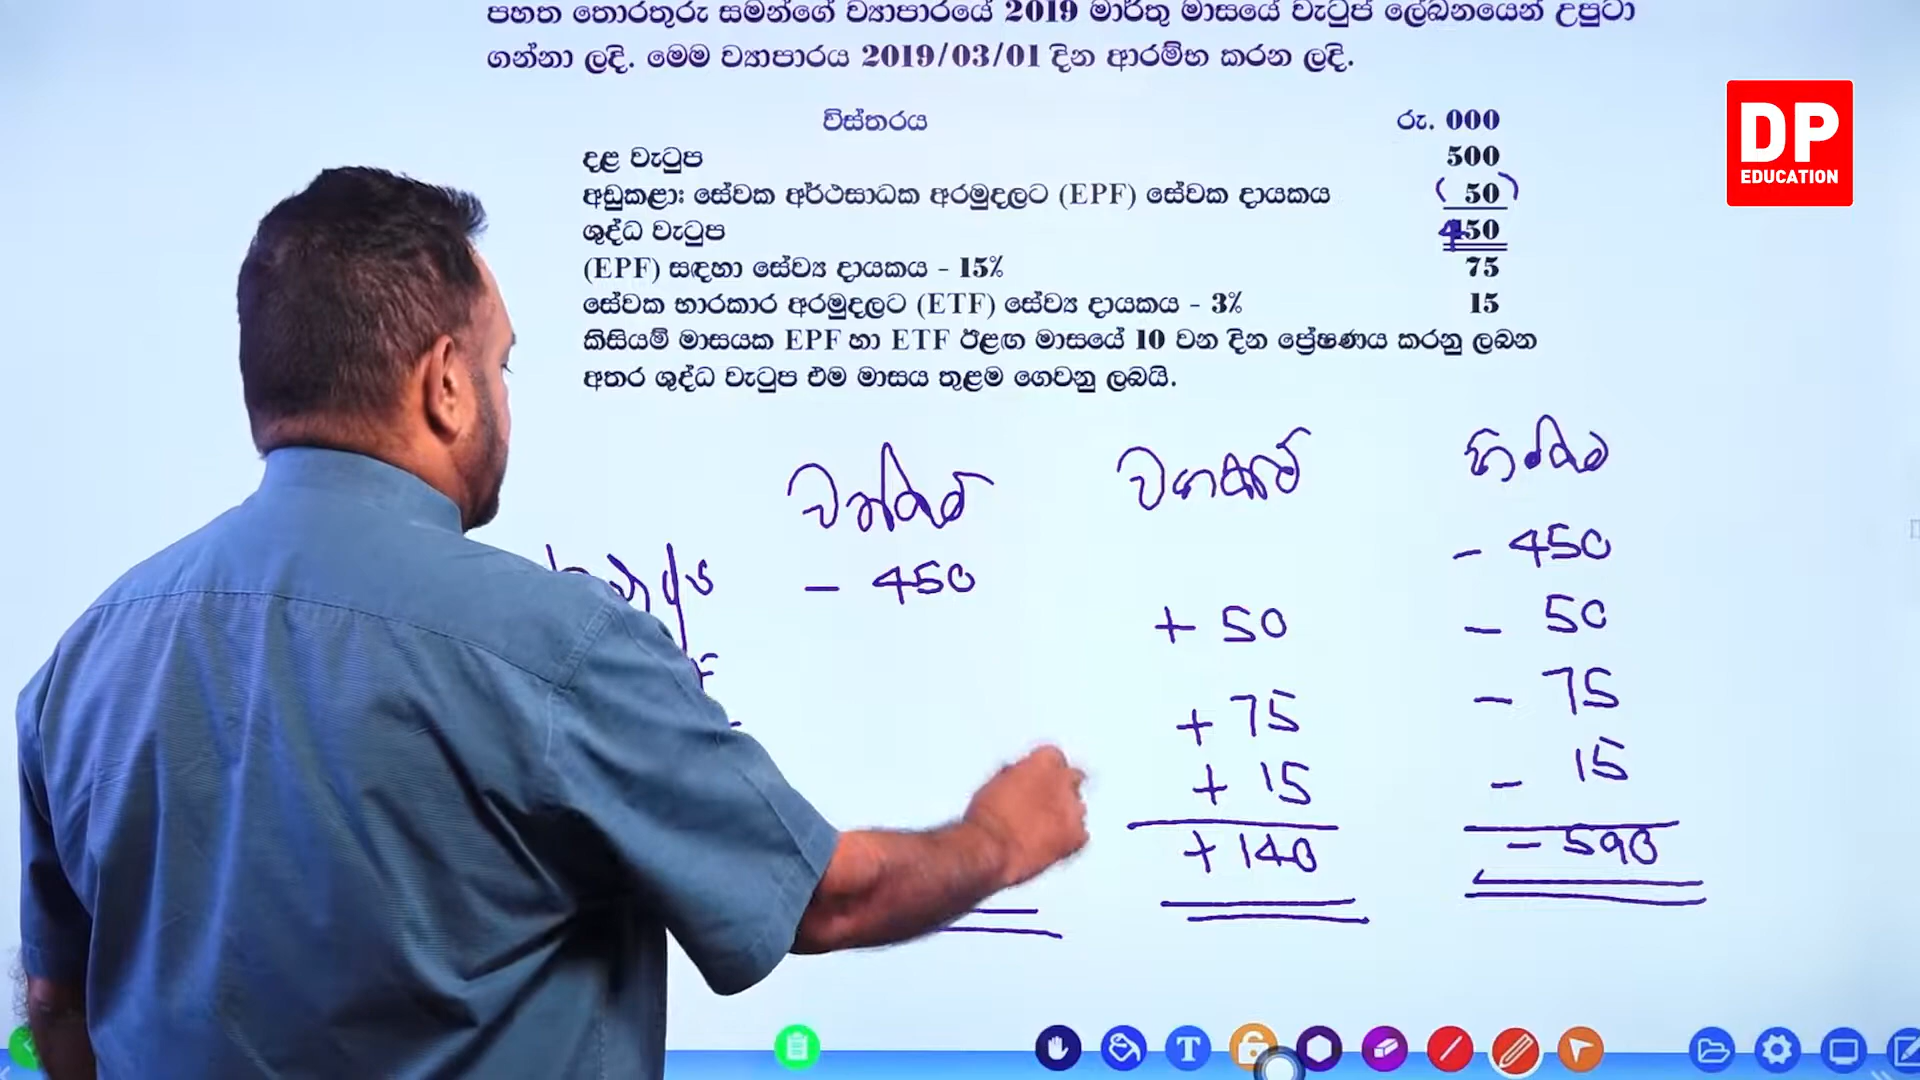 පහත තොරතුරු සමන්ගේ ව්‍යාපාරයේ 2019 මාර්තු මාසයේ වැටුප් ලේඛනයෙන් උපුටා
ගන්නා ලදි. මෙම ව්‍යාපාරය 2019/03/01 දින ආරම්භ කරන ලදි.
විස්තරය රු. 000
දළ වැටුප 500
අඩුකළා: සේවක අර්ථසාධක අරමුදලට (EPF) සේවක දායකය (50)
ශුද්ධ වැටුප 450
(EPF) සඳහා සේව්‍ය දායකය - 15% 75
සේවක භාරකාර අරමුදලට (ETF) සේව්‍ය දායකය - 3% 15
කිසියම් මාසයක EPF හා ETF ඊළඟ මාසයේ 10 වන දින ප්‍රේෂණය කරනු ලබන
අතර ශුද්ධ වැටුප එම මාසය තුළම ගෙවනු ලබයි.
DP
EDUCATION
වත්කම් වගකම් හිමිකම
- 450 - 450
+ 50 - 50
+ 75 - 75
+ 15 - 15
+ 140 - 590